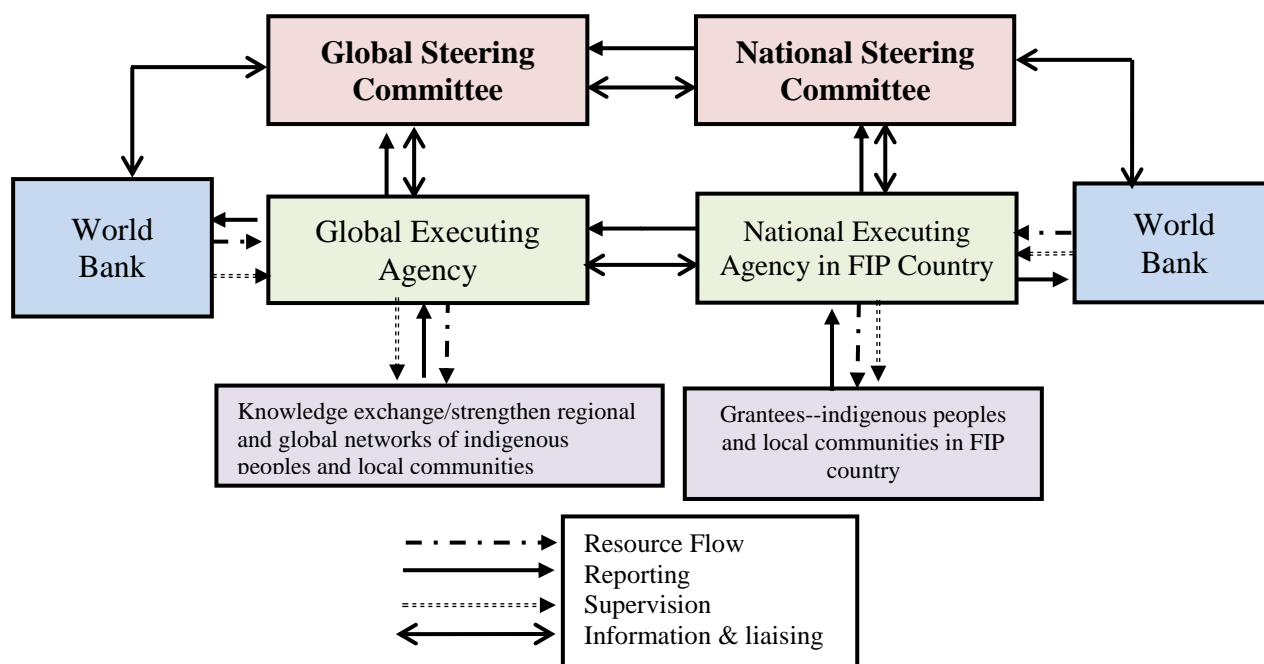 Global Steering
Committee
National Steering
Committee
World
Bank
Global Executing
Agency
National Executing
Agency in FIP Country
World
Bank
Knowledge exchange/strengthen regional
and global networks of indigenous
peoples and local communities
Grantees--indigenous peoples
and local communities in FIP
country
Resource Flow
Reporting
Supervision
Information & liaising